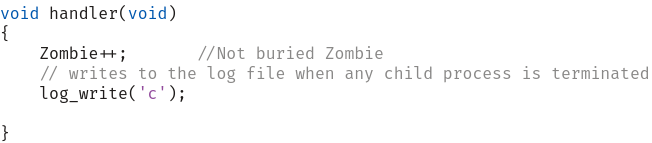 void handler(void)
{
    Zombie++;       //Not buried Zombie
    // writes to the log file when any child process is terminated
    log_write('c');
}